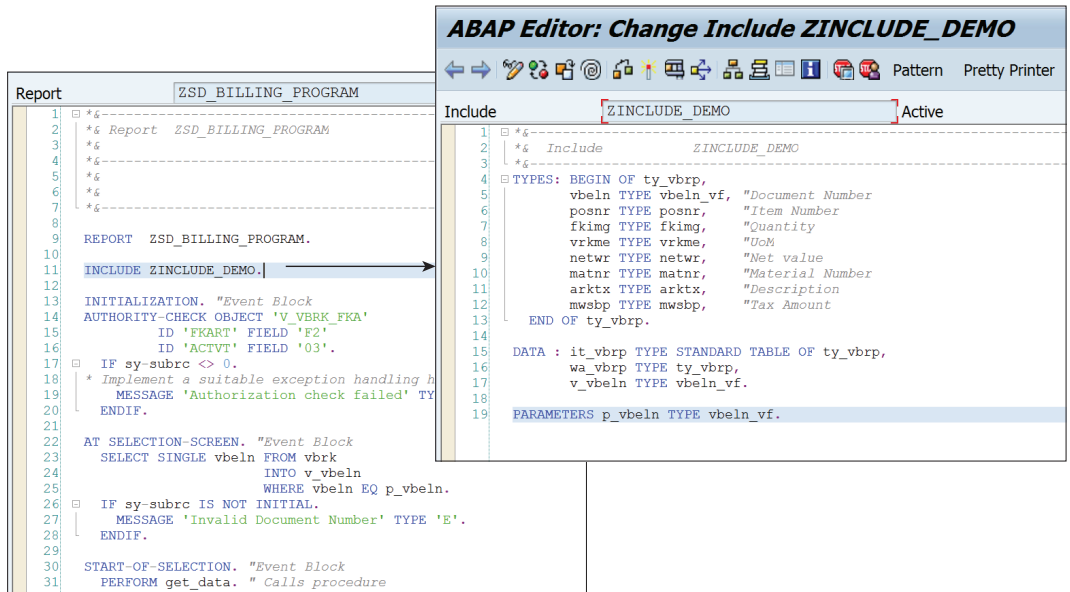 ABAP Editor: Change Include ZINCLUDE_DEMO
Pattern Pretty Printer
Report ZSD_BILLING_PROGRAM
1 *&---------------------------------------------
2 *& Report ZSD_BILLING_PROGRAM
3 *&
4 *&---------------------------------------------
5 *&
6 *&
7 *&---------------------------------------------
8
9 REPORT ZSD_BILLING_PROGRAM.
10
11 INCLUDE ZINCLUDE_DEMO.
12
13 INITIALIZATION. "Event Block
14 AUTHORITY-CHECK OBJECT 'V_VBRK_FKA'
15 ID 'FKART' FIELD 'F2'
16 ID 'ACTVT' FIELD '03'.
17 IF sy-subrc <> 0.
18 * Implement a suitable exception handling h
19 MESSAGE 'Authorization check failed' TY
20 ENDIF.
21
22 AT SELECTION-SCREEN. "Event Block
23 SELECT SINGLE vbeln FROM vbrk
24 INTO v_vbeln
25 WHERE vbeln EQ p_vbeln.
26 IF sy-subrc IS NOT INITIAL.
27 MESSAGE 'Invalid Document Number' TYPE 'E'.
28 ENDIF.
29
30 START-OF-SELECTION. "Event Block
31 PERFORM get_data. " Calls procedure
Include ZINCLUDE_DEMO Active
1 *&---------------------------------------------
2 *& Include ZINCLUDE_DEMO
3 *&---------------------------------------------
4 TYPES: BEGIN OF ty_vbrp,
5 vbeln TYPE vbeln_vf, "Document Number
6 posnr TYPE posnr, "Item Number
7 fkimg TYPE fkimg, "Quantity
8 vrkme TYPE vrkme, "UoM
9 netwr TYPE netwr, "Net value
10 matnr TYPE matnr, "Material Number
11 arktx TYPE arktx, "Description
12 mwsbp TYPE mwsbp, "Tax Amount
13 END OF ty_vbrp.
14
15 DATA : it_vbrp TYPE STANDARD TABLE OF ty_vbrp,
16 wa_vbrp TYPE ty_vbrp,
17 v_vbeln TYPE vbeln_vf.
18
19 PARAMETERS p_vbeln TYPE vbeln_vf.